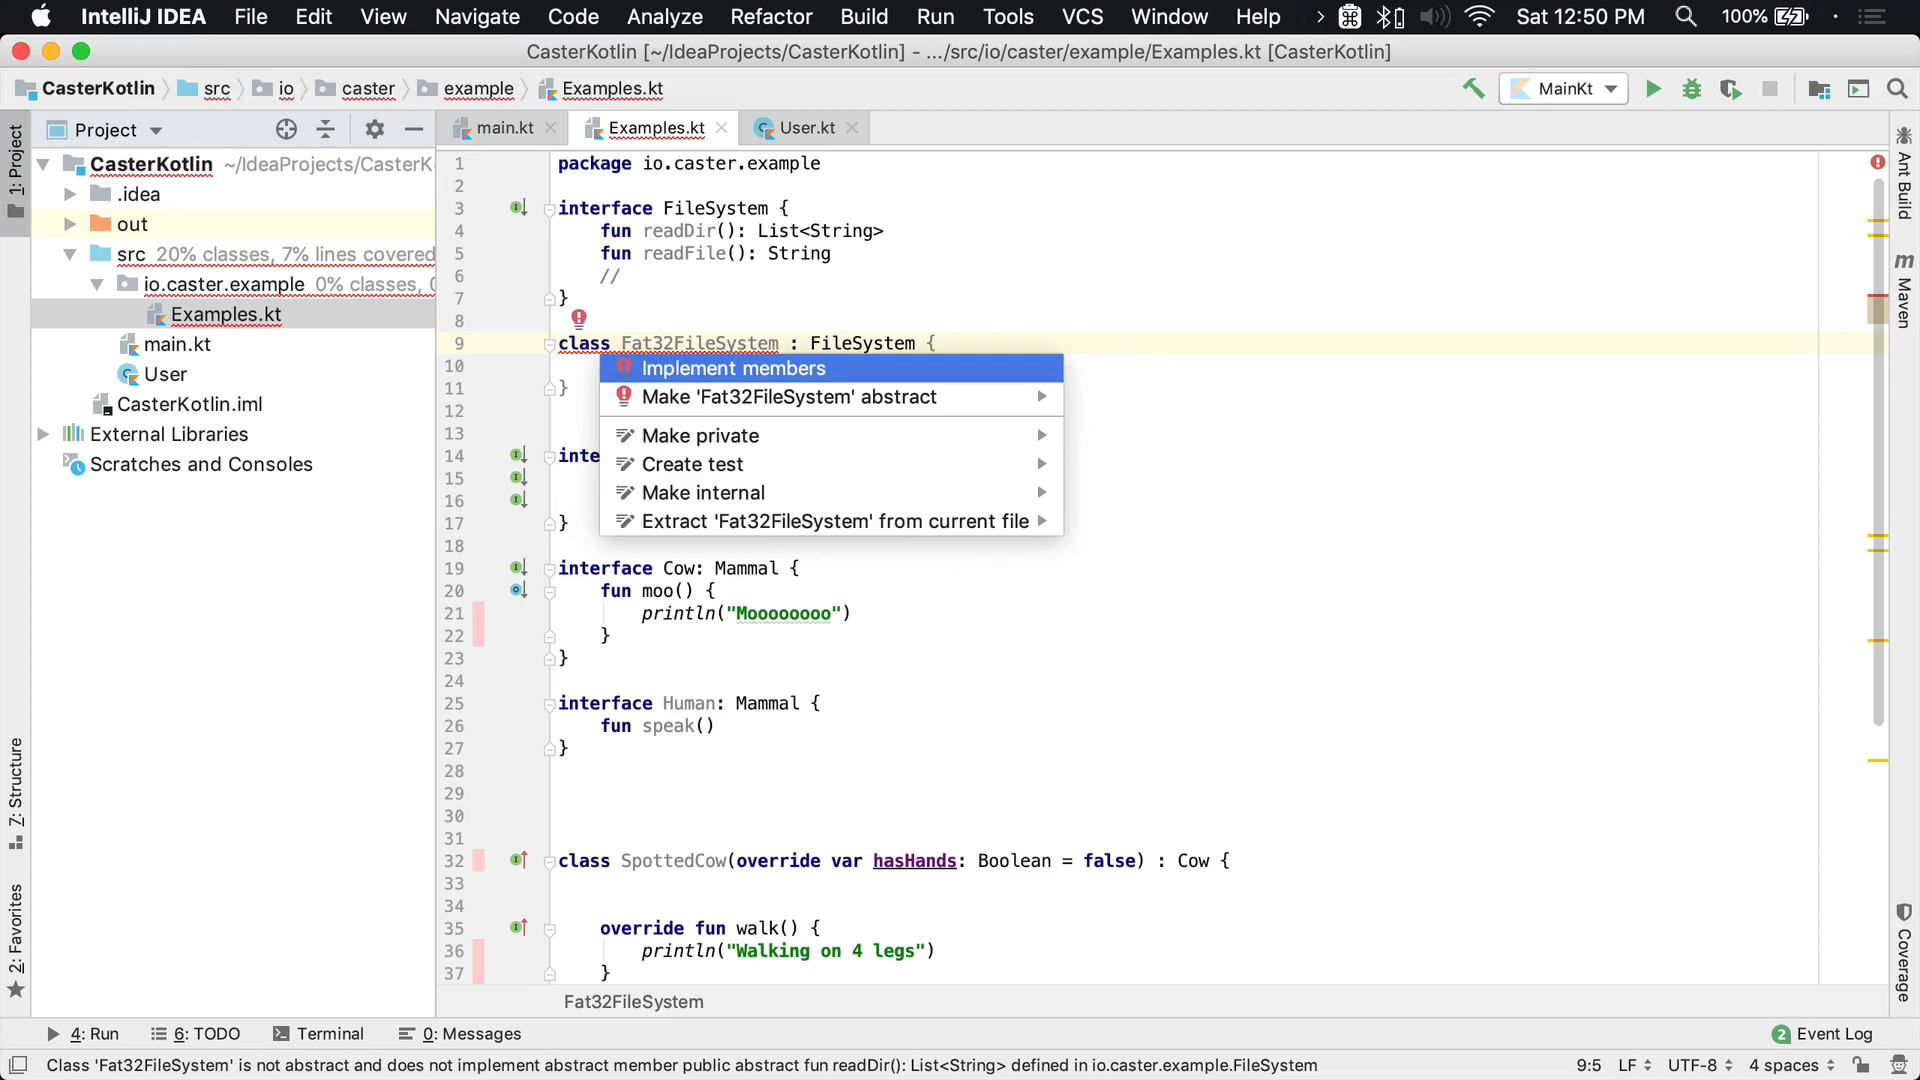 IntelliJ IDEA File Edit View Navigate Code Analyze Refactor Build Run Tools VCS Window Help Sat 12:50 PM 100%
CasterKotlin [~/IdeaProjects/CasterKotlin] - .../src/io/caster/example/Examples.kt [CasterKotlin]
CasterKotlin src io caster example Examples.kt MainKt
Project
main.kt Examples.kt User.kt
1: Project
CasterKotlin ~/IdeaProjects/CasterK
.idea
out
src 20% classes, 7% lines covered
io.caster.example 0% classes, 0
Examples.kt
main.kt
User
CasterKotlin.iml
External Libraries
Scratches and Consoles
Z: Structure
2: Favorites
1 package io.caster.example
2
3 interface FileSystem {
4 fun readDir(): List<String>
5 fun readFile(): String
6 //
7 }
8
9 class Fat32FileSystem : FileSystem {
10
11 }
12
13
14 inte
15
16
17 }
18
19 interface Cow: Mammal {
20 fun moo() {
21 println("Moooooooo")
22 }
23 }
24
25 interface Human: Mammal {
26 fun speak()
27 }
28
29
30
31
32 class SpottedCow(override var hasHands: Boolean = false) : Cow {
33
34
35 override fun walk() {
36 println("Walking on 4 legs")
37 }
Implement members
Make 'Fat32FileSystem' abstract
Make private
Create test
Make internal
Extract 'Fat32FileSystem' from current file
Fat32FileSystem
Ant Build
m Maven
Coverage
4: Run 6: TODO Terminal 0: Messages 2 Event Log
Class 'Fat32FileSystem' is not abstract and does not implement abstract member public abstract fun readDir(): List<String> defined in io.caster.example.FileSystem 9:5 LF UTF-8 4 spaces